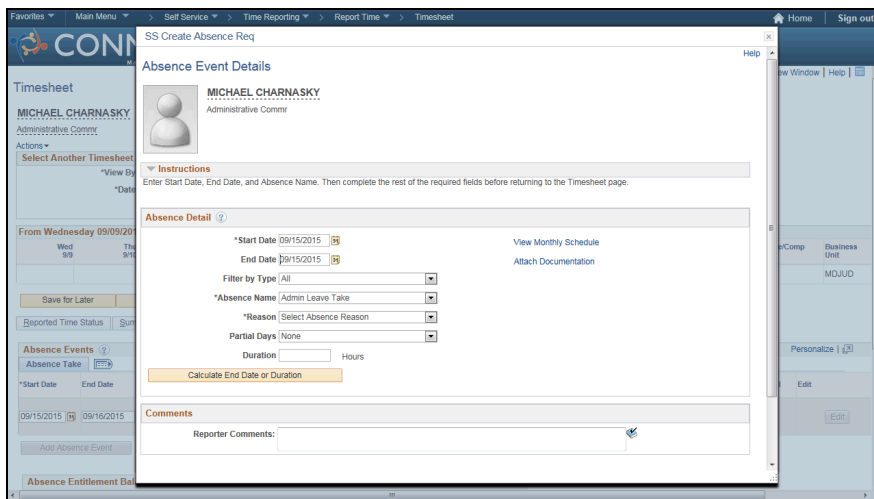 Favorites Main Menu > Self Service > Time Reporting > Report Time > Timesheet Home Sign out
CONN
SS Create Absence Req
Help
ew Window | Help |
Absence Event Details
MICHAEL CHARNASKY
Administrative Commr
Timesheet
MICHAEL CHARNASKY
Administrative Commr
Actions
Select Another Timesheet
*View By
*Date
Instructions
Enter Start Date, End Date, and Absence Name. Then complete the rest of the required fields before returning to the Timesheet page.
Absence Detail
*Start Date 09/15/2015 View Monthly Schedule
End Date 09/15/2015 Attach Documentation
Filter by Type All
*Absence Name Admin Leave Take
*Reason Select Absence Reason
Partial Days None
Duration Hours
Calculate End Date or Duration
Comments
Reporter Comments:
From Wednesday 09/09/201
Wed 9/9 Thu 9/10 e/Comp Business Unit
MDJUD
Save for Later
Reported Time Status Sum
Absence Events Personalize |
Absence Take
*Start Date End Date Edit
09/15/2015 09/16/2015 Edit
Add Absence Event
Absence Entitlement Bal